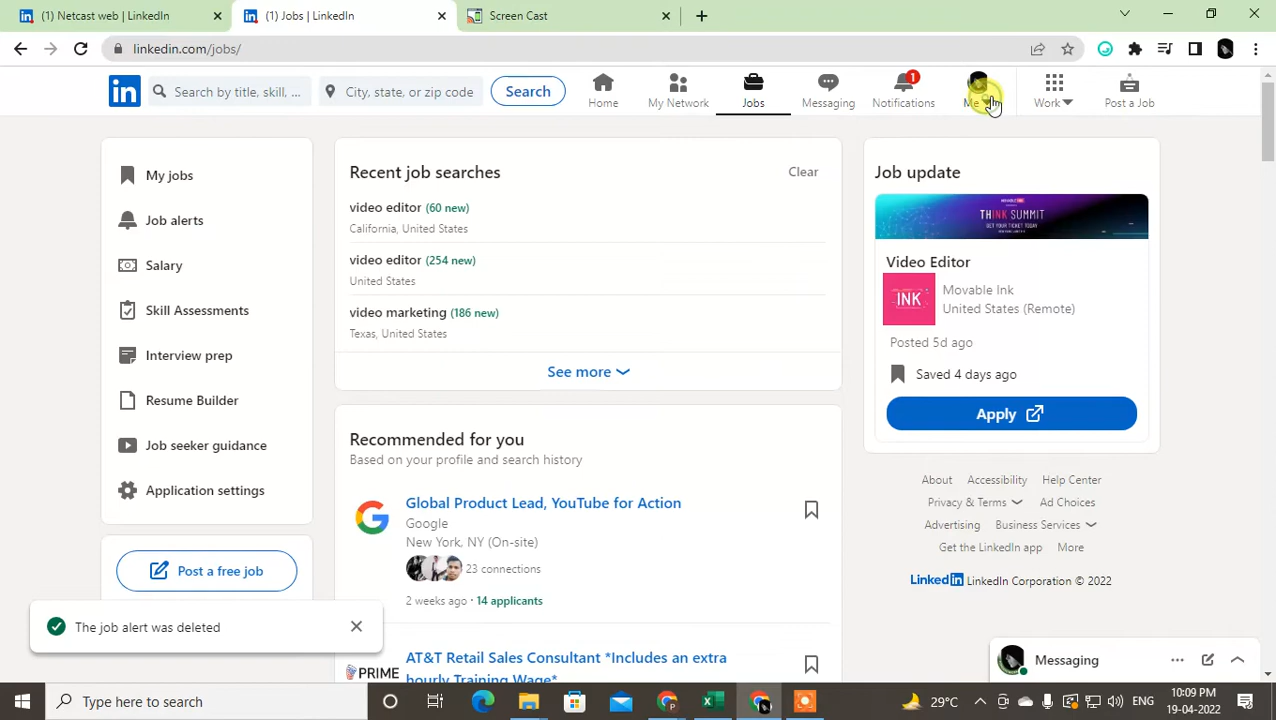 Netcast web | LinkedIn
(1) Jobs | LinkedIn
Screen Cast
linkedin.com/jobs/
in
Search by title, skill, ...
City, state, or zip code
Search
Home
My Network
Jobs
Messaging
1
Notifications
Me
Work
Post a Job
My jobs
Job alerts
Salary
Skill Assessments
Interview prep
Resume Builder
Job seeker guidance
Application settings
Post a free job
Recent job searches
Clear
video editor (60 new)
California, United States
video editor (254 new)
United States
video marketing (186 new)
Texas, United States
See more
Recommended for you
Based on your profile and search history
Global Product Lead, YouTube for Action
Google
New York, NY (On-site)
23 connections
2 weeks ago · 14 applicants
PRIME
AT&T Retail Sales Consultant *Includes an extra
hourly Training Wage*
Job update
THINK SUMMIT
GET YOUR TICKET TODAY
Video Editor
INK
Movable Ink
United States (Remote)
Posted 5d ago
Saved 4 days ago
Apply
About Accessibility Help Center
Privacy & Terms Ad Choices
Advertising Business Services
Get the LinkedIn app More
LinkedIn LinkedIn Corporation © 2022
The job alert was deleted
Messaging
Type here to search
29°C
ENG
10:09 PM
19-04-2022